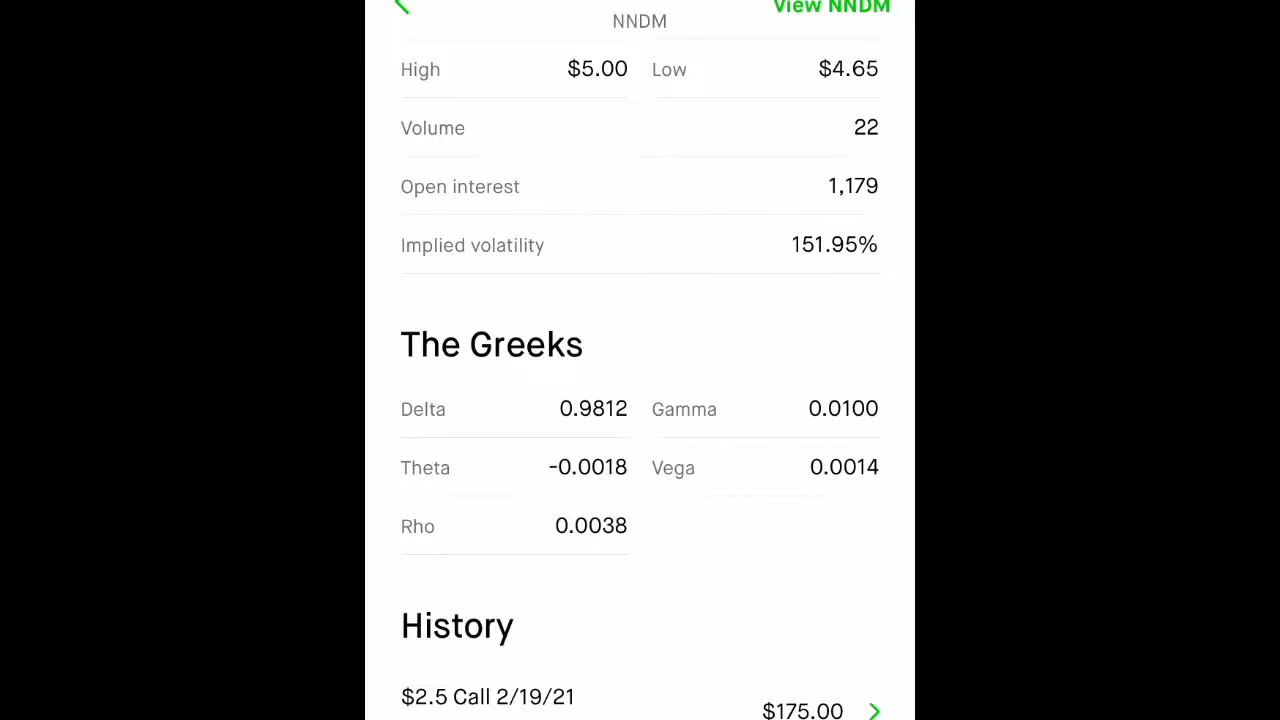 View NNDM
NNDM
High $5.00 Low $4.65
Volume 22
Open interest 1,179
Implied volatility 151.95%
The Greeks
Delta 0.9812 Gamma 0.0100
Theta -0.0018 Vega 0.0014
Rho 0.0038
History
$2.5 Call 2/19/21
$175.00